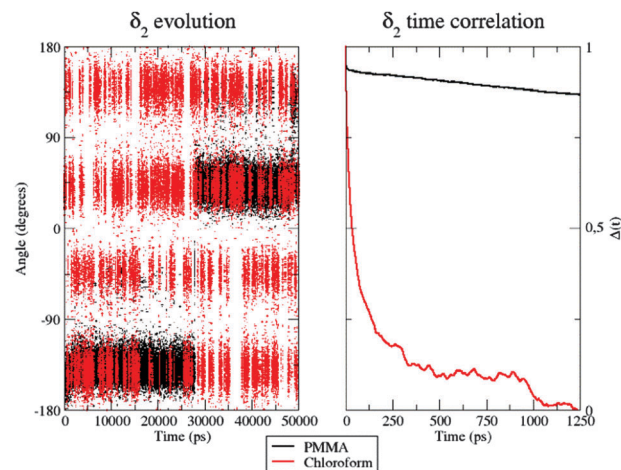 δ2 evolution
δ2 time correlation
180
90
0
-90
-180
Angle (degrees)
0 10000 20000 30000 40000 50000
Time (ps)
1
0,5
0
Δ(t)
0 250 500 750 1000 1250
Time (ps)
PMMA
Chloroform